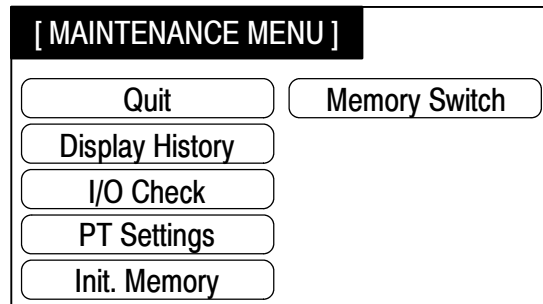 [ MAINTENANCE MENU ]
Quit Memory Switch
Display History
I/O Check
PT Settings
Init. Memory